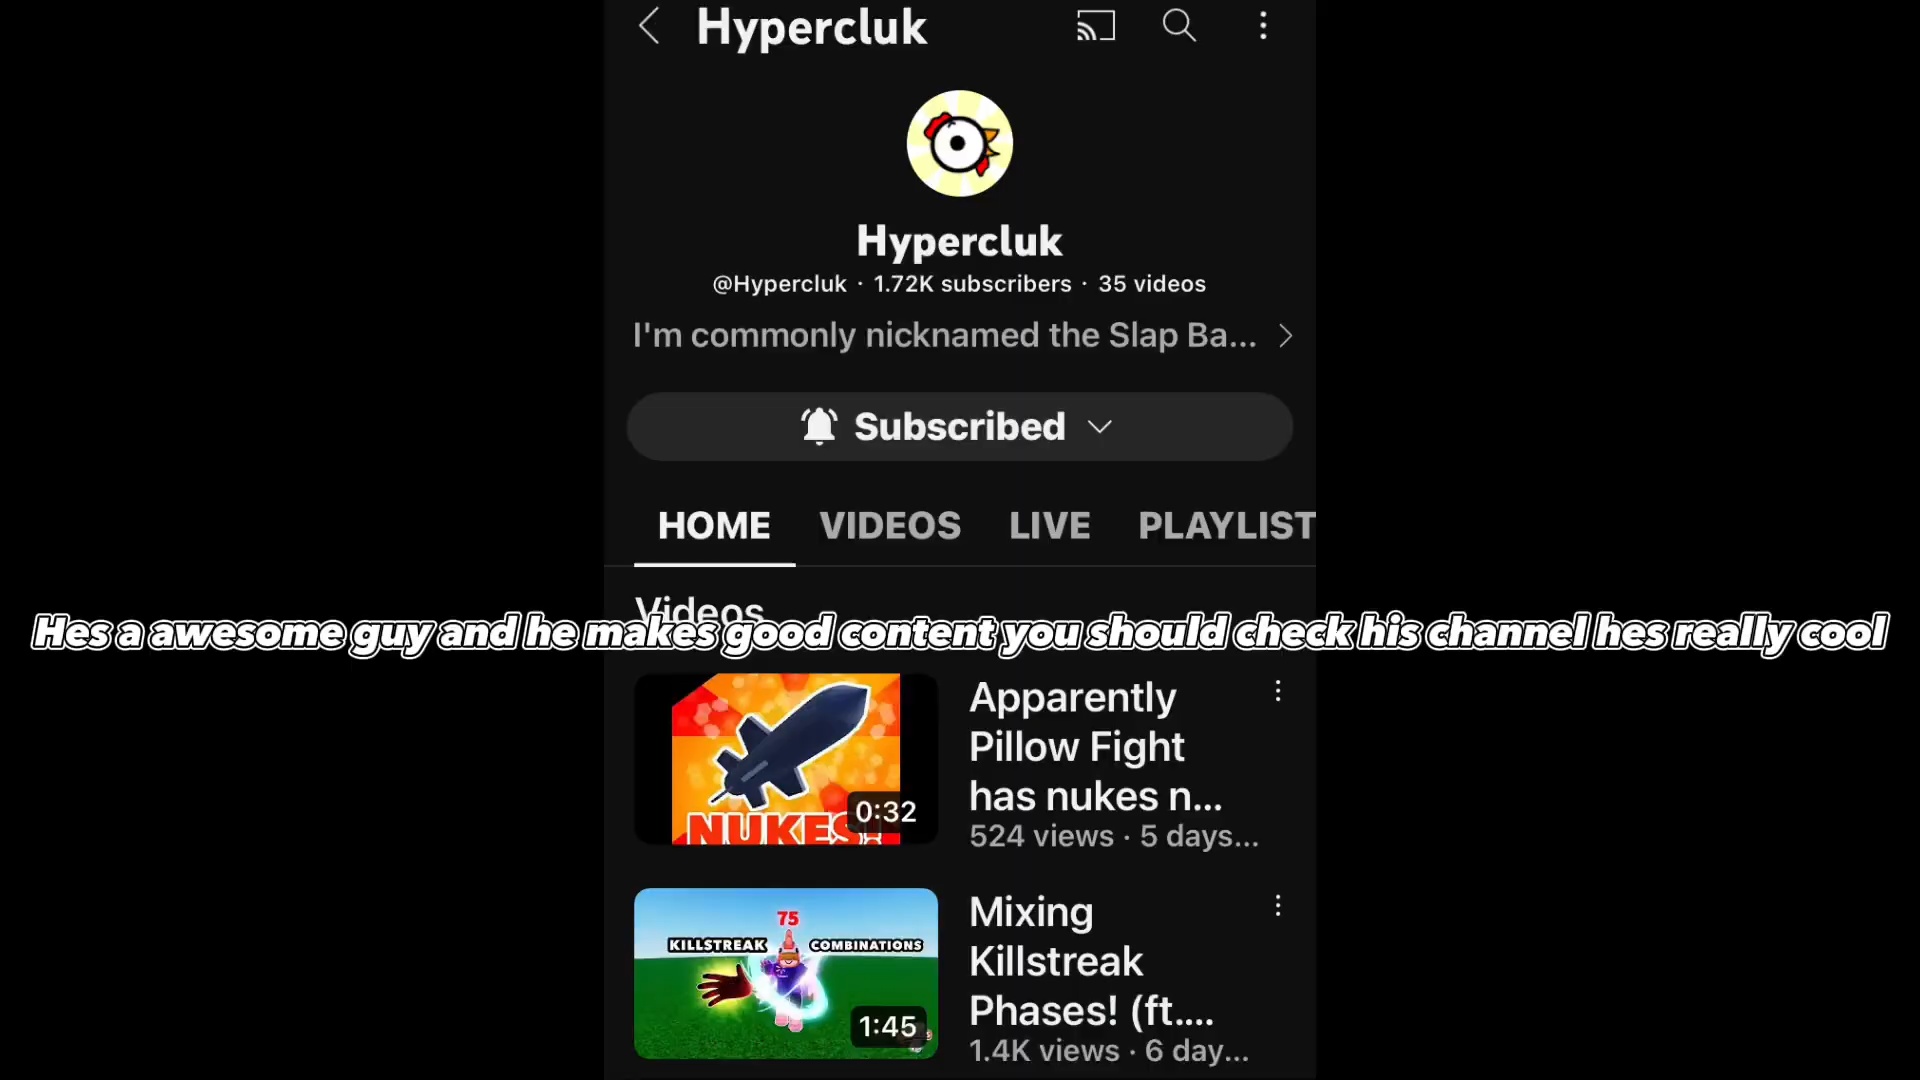 Hypercluk
Hypercluk
@Hypercluk · 1.72K subscribers · 35 videos
I'm commonly nicknamed the Slap Ba...
Subscribed
HOME VIDEOS LIVE PLAYLIST
Videos
Hes a awesome guy and he makes good content you should check his channel hes really cool
Apparently
Pillow Fight
has nukes n...
524 views · 5 days...
NUKES!!
0:32
Mixing
Killstreak
Phases! (ft....
1.4K views · 6 day...
75
KILLSTREAK COMBINATIONS
1:45